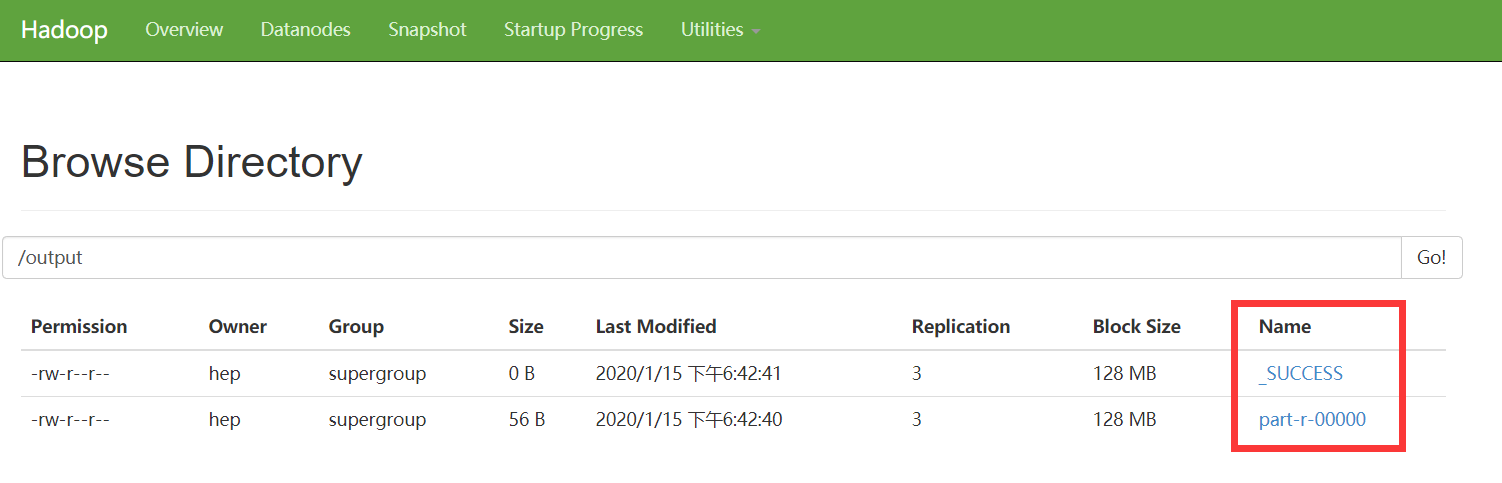 Hadoop Overview Datanodes Snapshot Startup Progress Utilities
Browse Directory
/output Go!
Permission Owner Group Size Last Modified Replication Block Size Name
-rw-r--r-- hep supergroup 0 B 2020/1/15 下午6:42:41 3 128 MB _SUCCESS
-rw-r--r-- hep supergroup 56 B 2020/1/15 下午6:42:40 3 128 MB part-r-00000